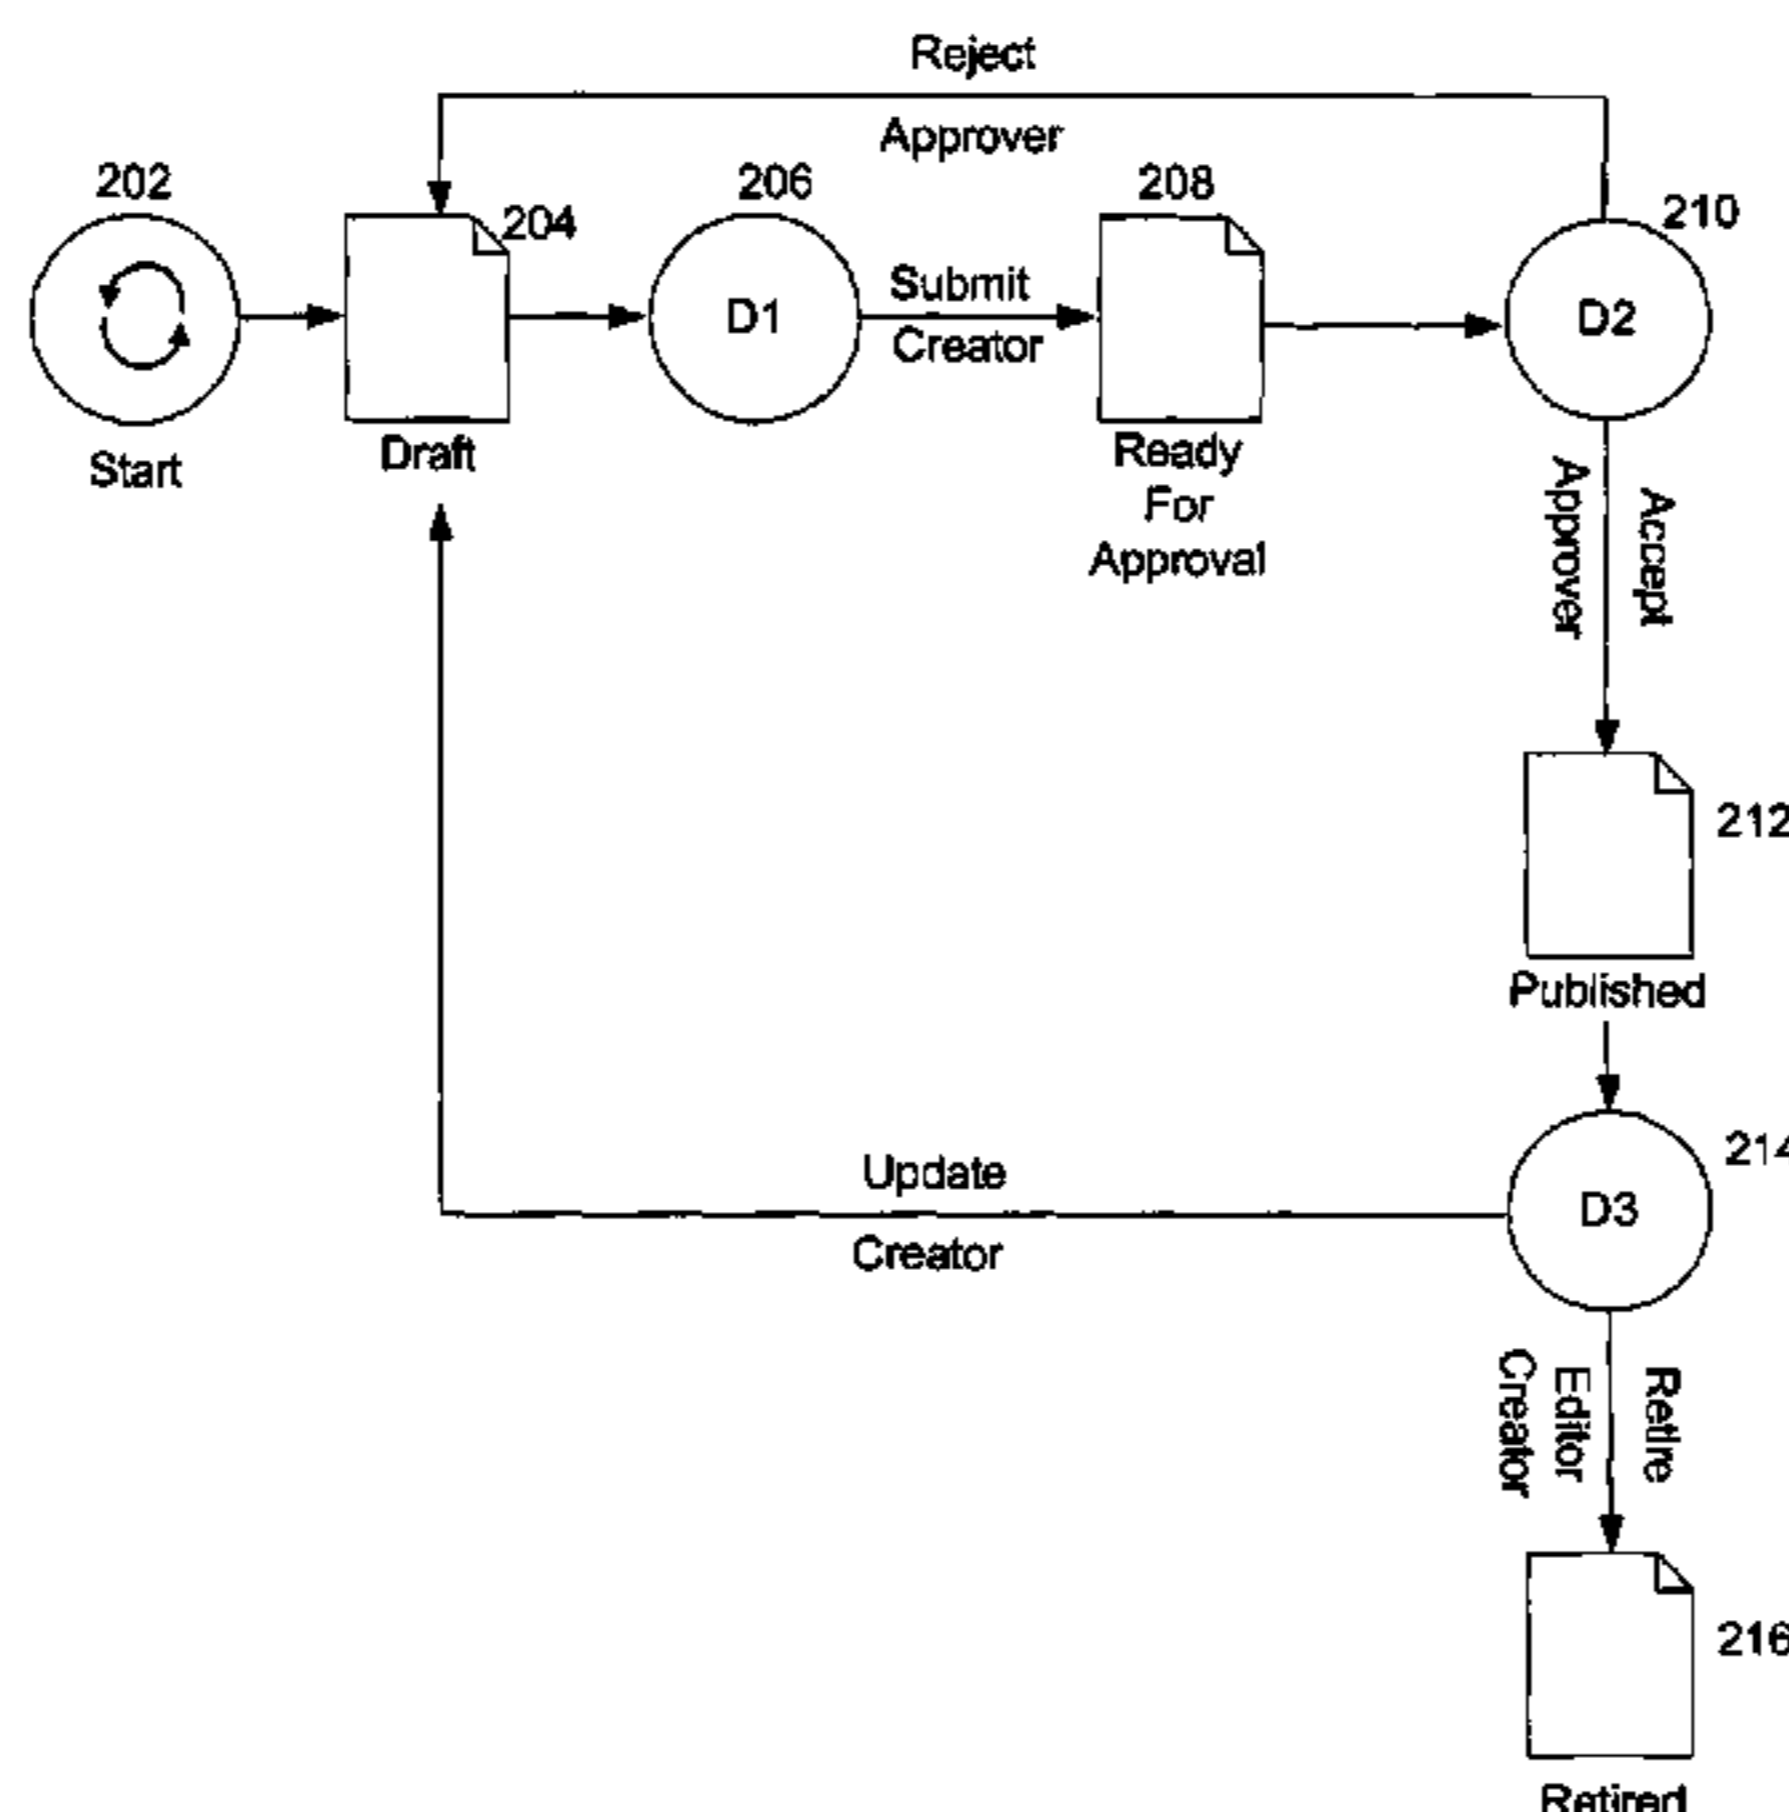 Reject
Approver
202
204
206
208
210
D1
Submit
Creator
D2
Start
Draft
Ready
For
Approval
Accept
Approver
212
Published
214
D3
Update
Creator
Retire
Editor
Creator
216
Retired